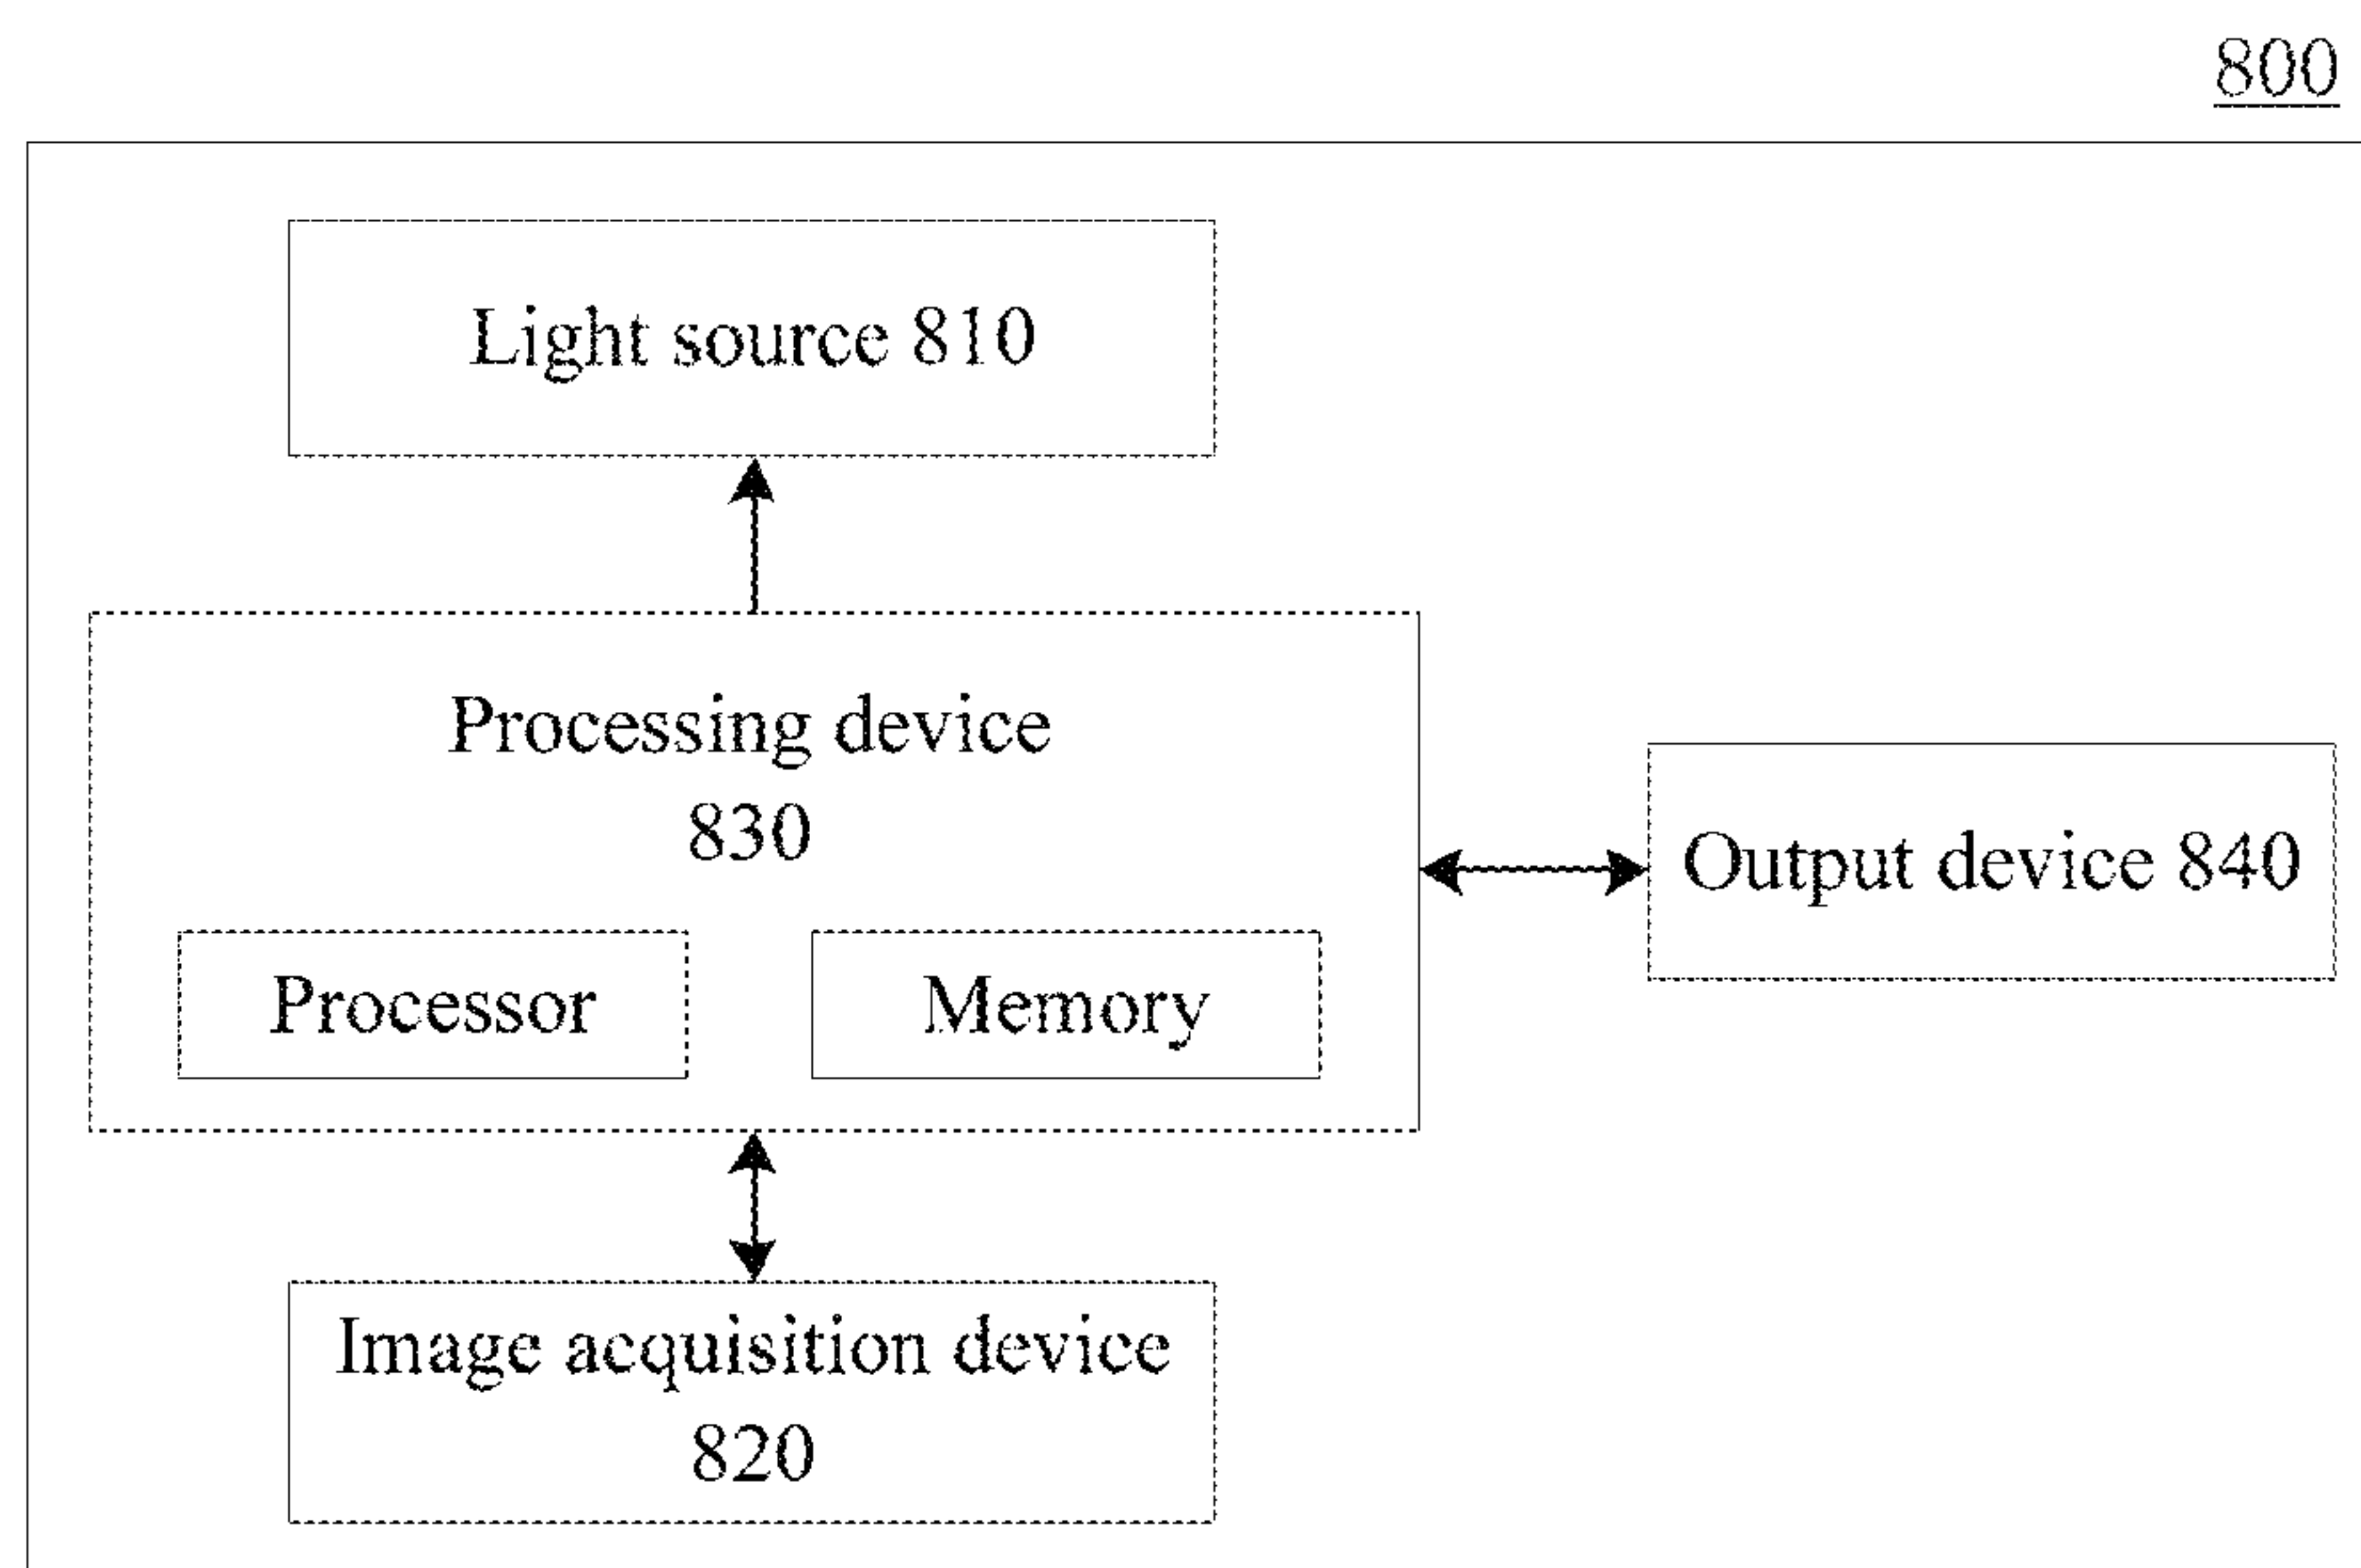 800
Light source 810
Processing device
830
Output device 840
Processor
Memory
Image acquisition device
820